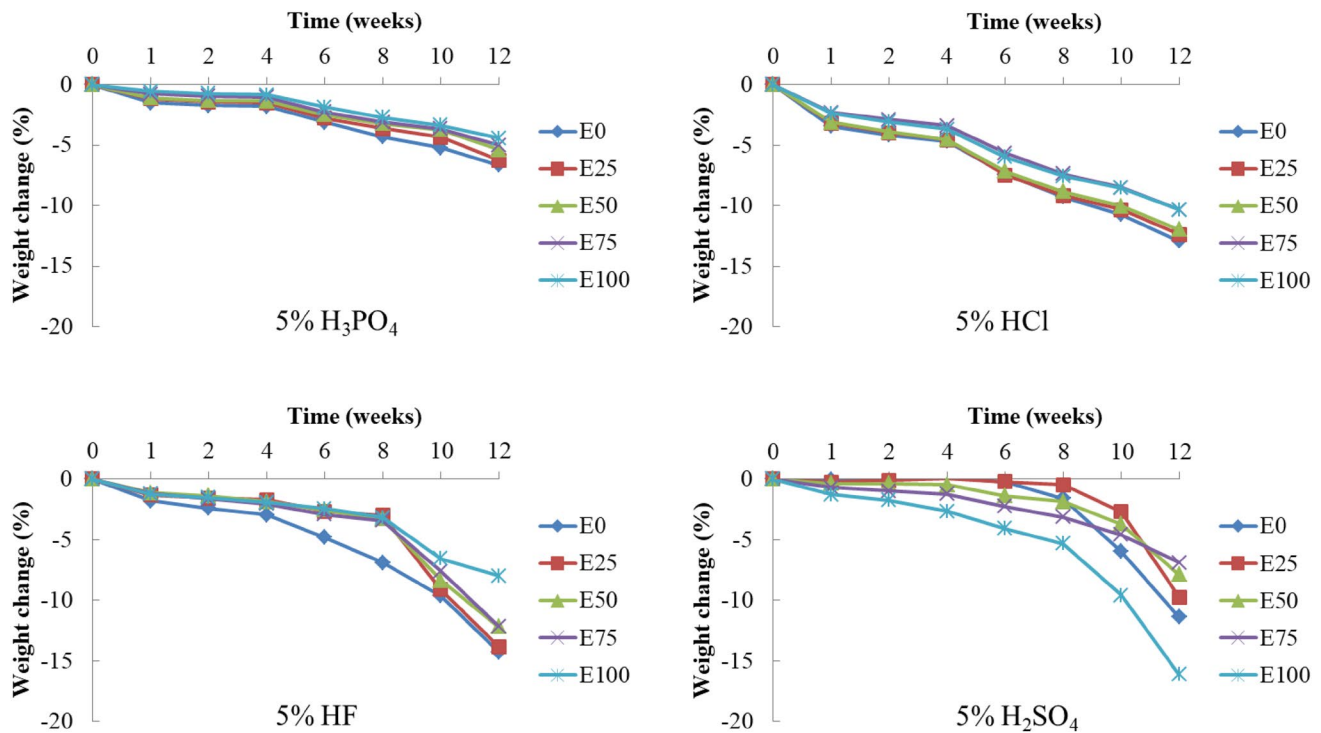 Time (weeks)
0 1 2 4 6 8 10 12
0
-5
-10
-15
-20
Weight change (%)
E0
E25
E50
E75
E100
5% H₃PO₄
Time (weeks)
0 1 2 4 6 8 10 12
0
-5
-10
-15
-20
Weight change (%)
E0
E25
E50
E75
E100
5% HCl
Time (weeks)
0 1 2 4 6 8 10 12
0
-5
-10
-15
-20
Weight change (%)
E0
E25
E50
E75
E100
5% HF
Time (weeks)
0 1 2 4 6 8 10 12
0
-5
-10
-15
-20
Weight change (%)
E0
E25
E50
E75
E100
5% H₂SO₄